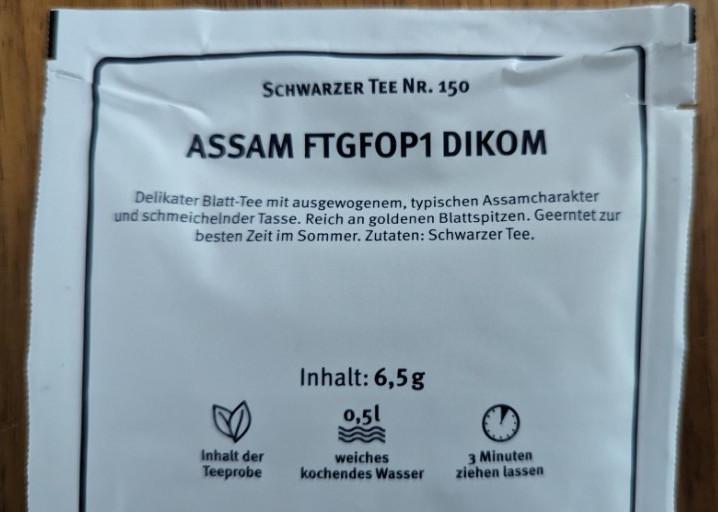 SCHWARZER TEE NR. 150
ASSAM FTGFOP1 DIKOM
Delikater Blatt-Tee mit ausgewogenem, typischen Assamcharakter
und schmeichelnder Tasse. Reich an goldenen Blattspitzen. Geerntet zur
besten Zeit im Sommer. Zutaten: Schwarzer Tee.
Inhalt: 6,5g
0,5l
Inhalt der
Teeprobe
weiches
kochendes Wasser
3 Minuten
ziehen lassen